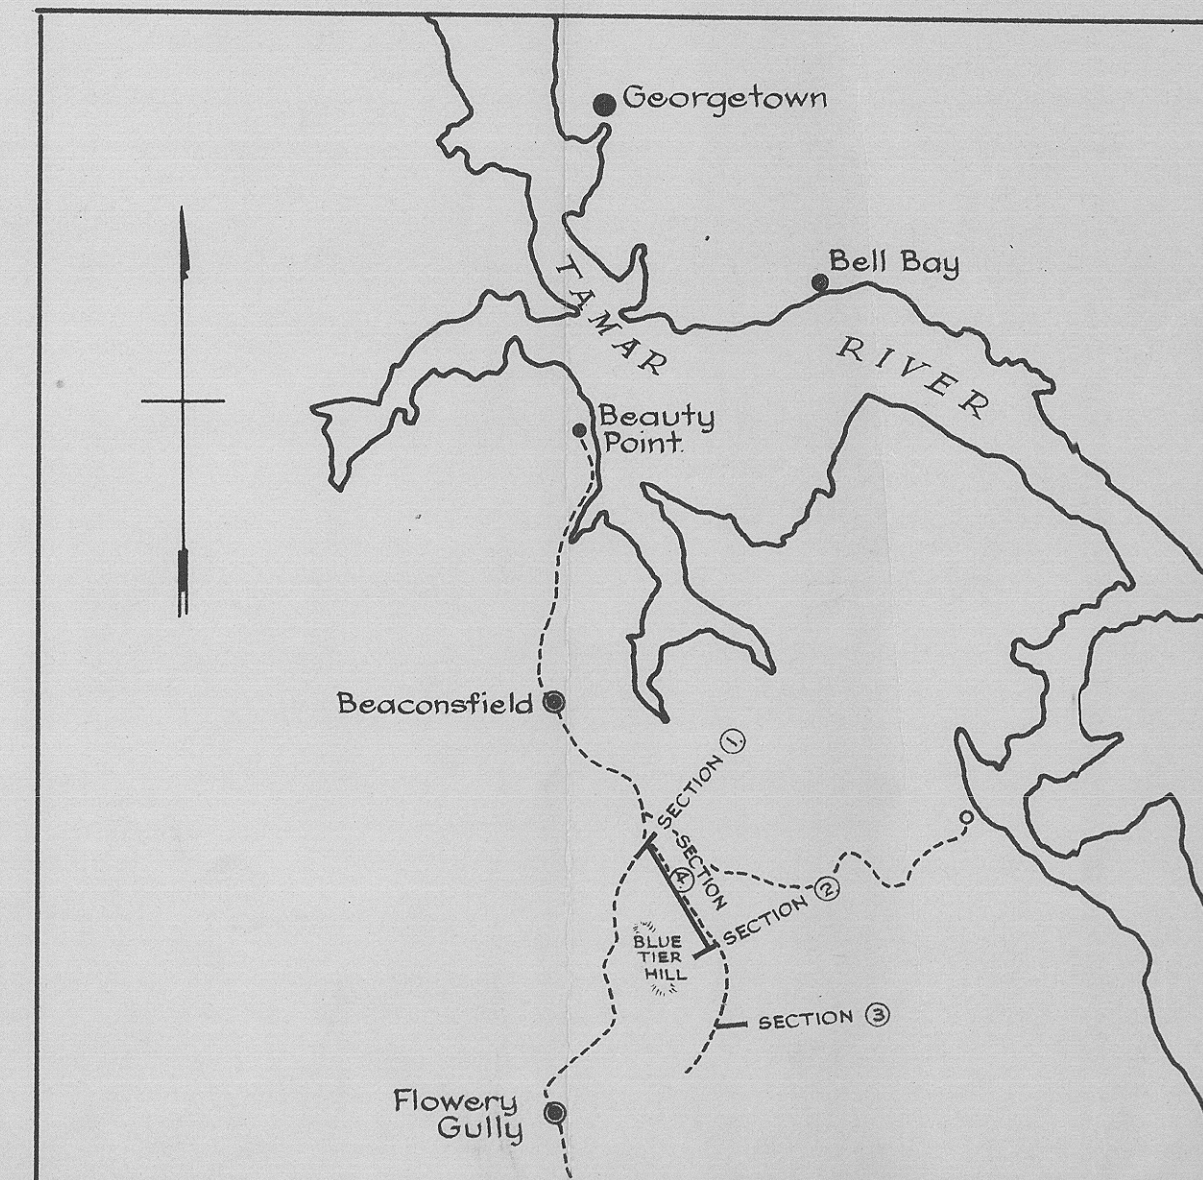 Georgetown
Bell Bay
TAMAR
RIVER
Beauty
Point.
Beaconsfield
SECTION 1.
SECTION
4.
SECTION 2
BLUE
TIER
HILL
SECTION 3
Flowery
Gully